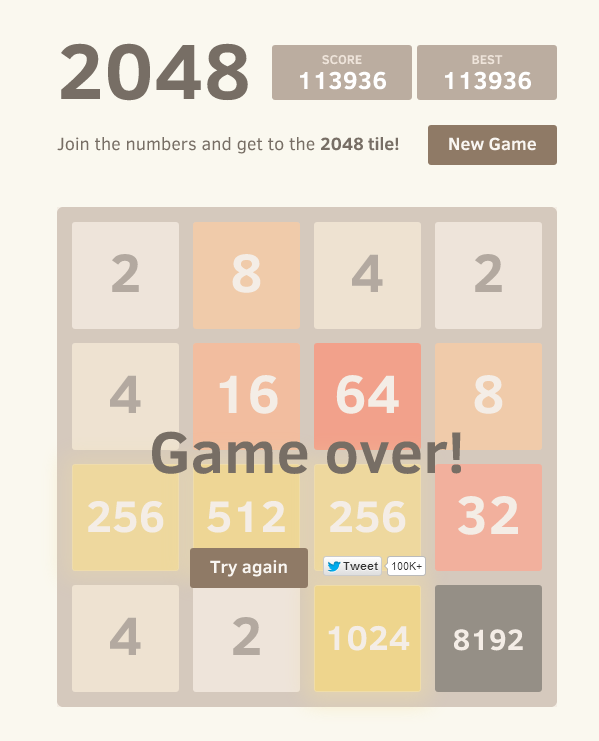 2048
SCORE
113936
BEST
113936
Join the numbers and get to the 2048 tile!
New Game
2 8 4 2
4 16 64 8
Game over!
256 512 256 32
Try again
Tweet
100K+
4 2 1024 8192